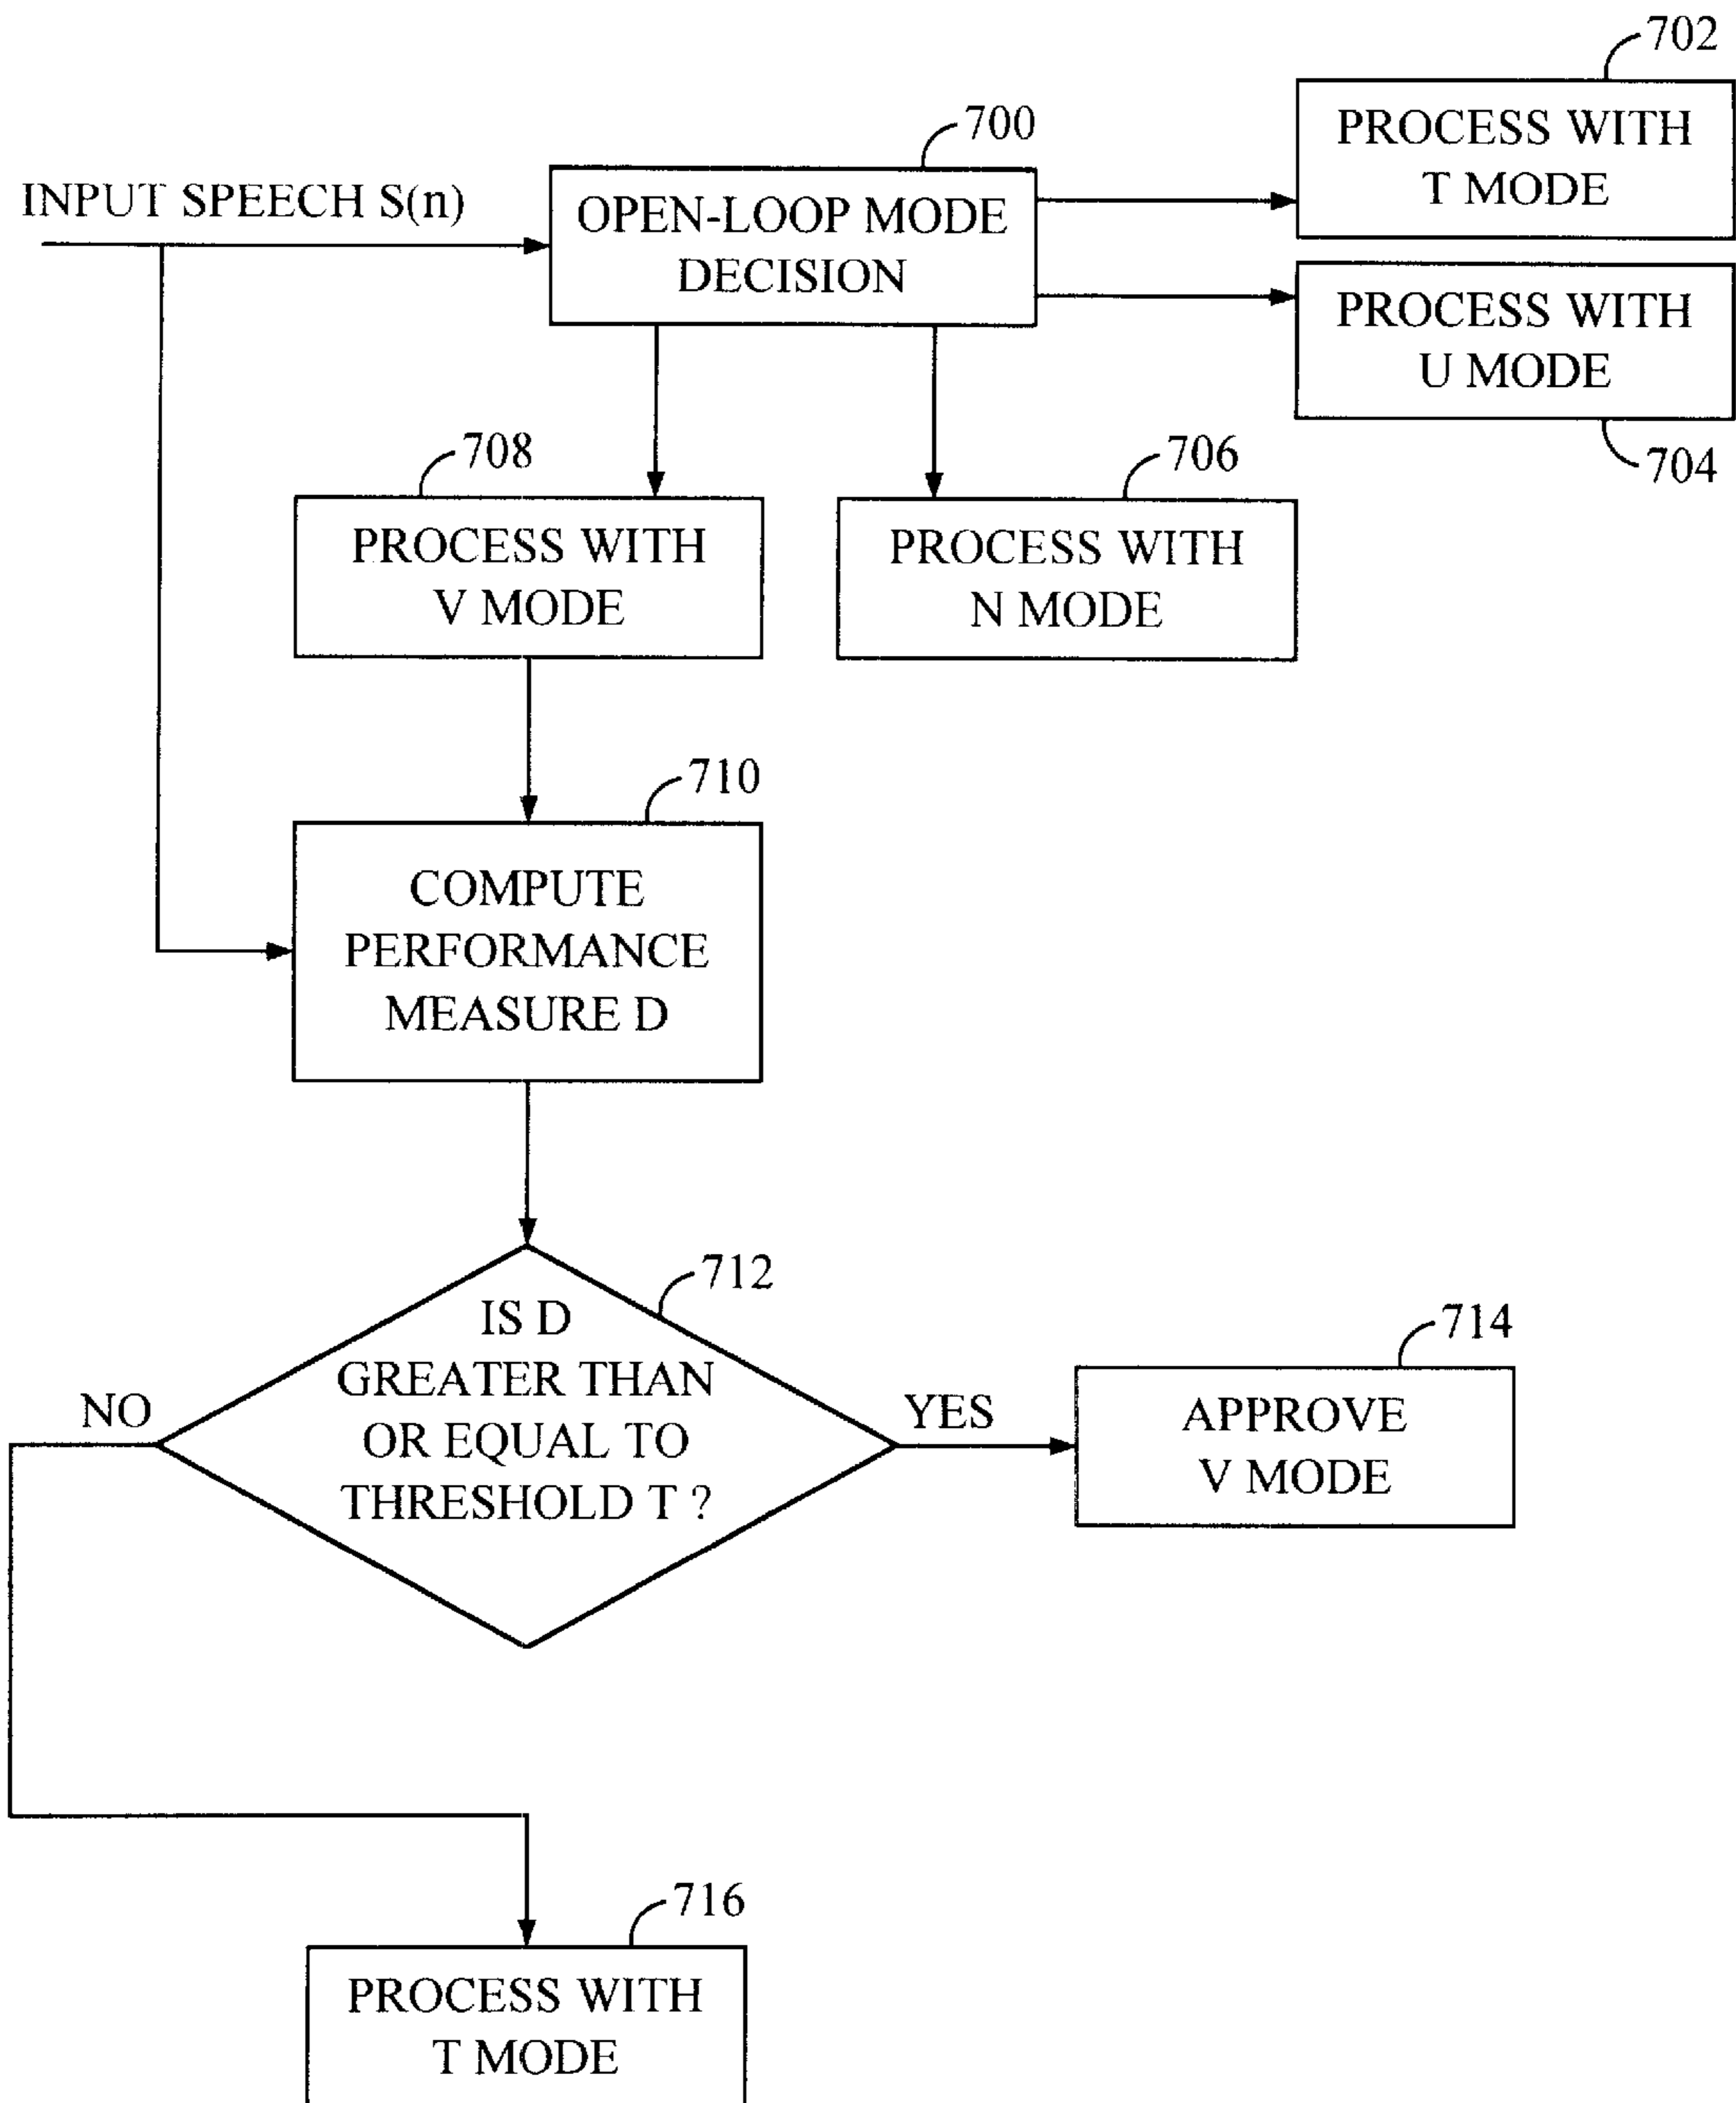 702
PROCESS WITH
T MODE
700
INPUT SPEECH S(n)
OPEN-LOOP MODE
DECISION
PROCESS WITH
U MODE
704
708
PROCESS WITH
V MODE
706
PROCESS WITH
N MODE
710
COMPUTE
PERFORMANCE
MEASURE D
712
IS D
GREATER THAN
OR EQUAL TO
THRESHOLD T ?
NO
YES
714
APPROVE
V MODE
716
PROCESS WITH
T MODE